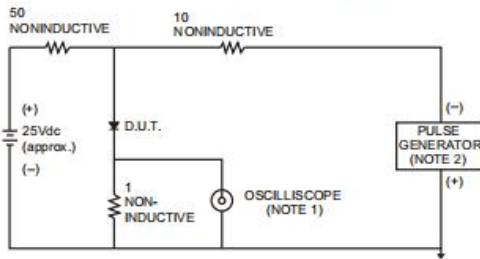 50
NONINDUCTIVE
10
NONINDUCTIVE
(+)
25Vdc
(approx.)
(–)
D.U.T.
1
NON-
INDUCTIVE
OSCILLISCOPE
(NOTE 1)
(–)
PULSE
GENERATOR
(NOTE 2)
(+)